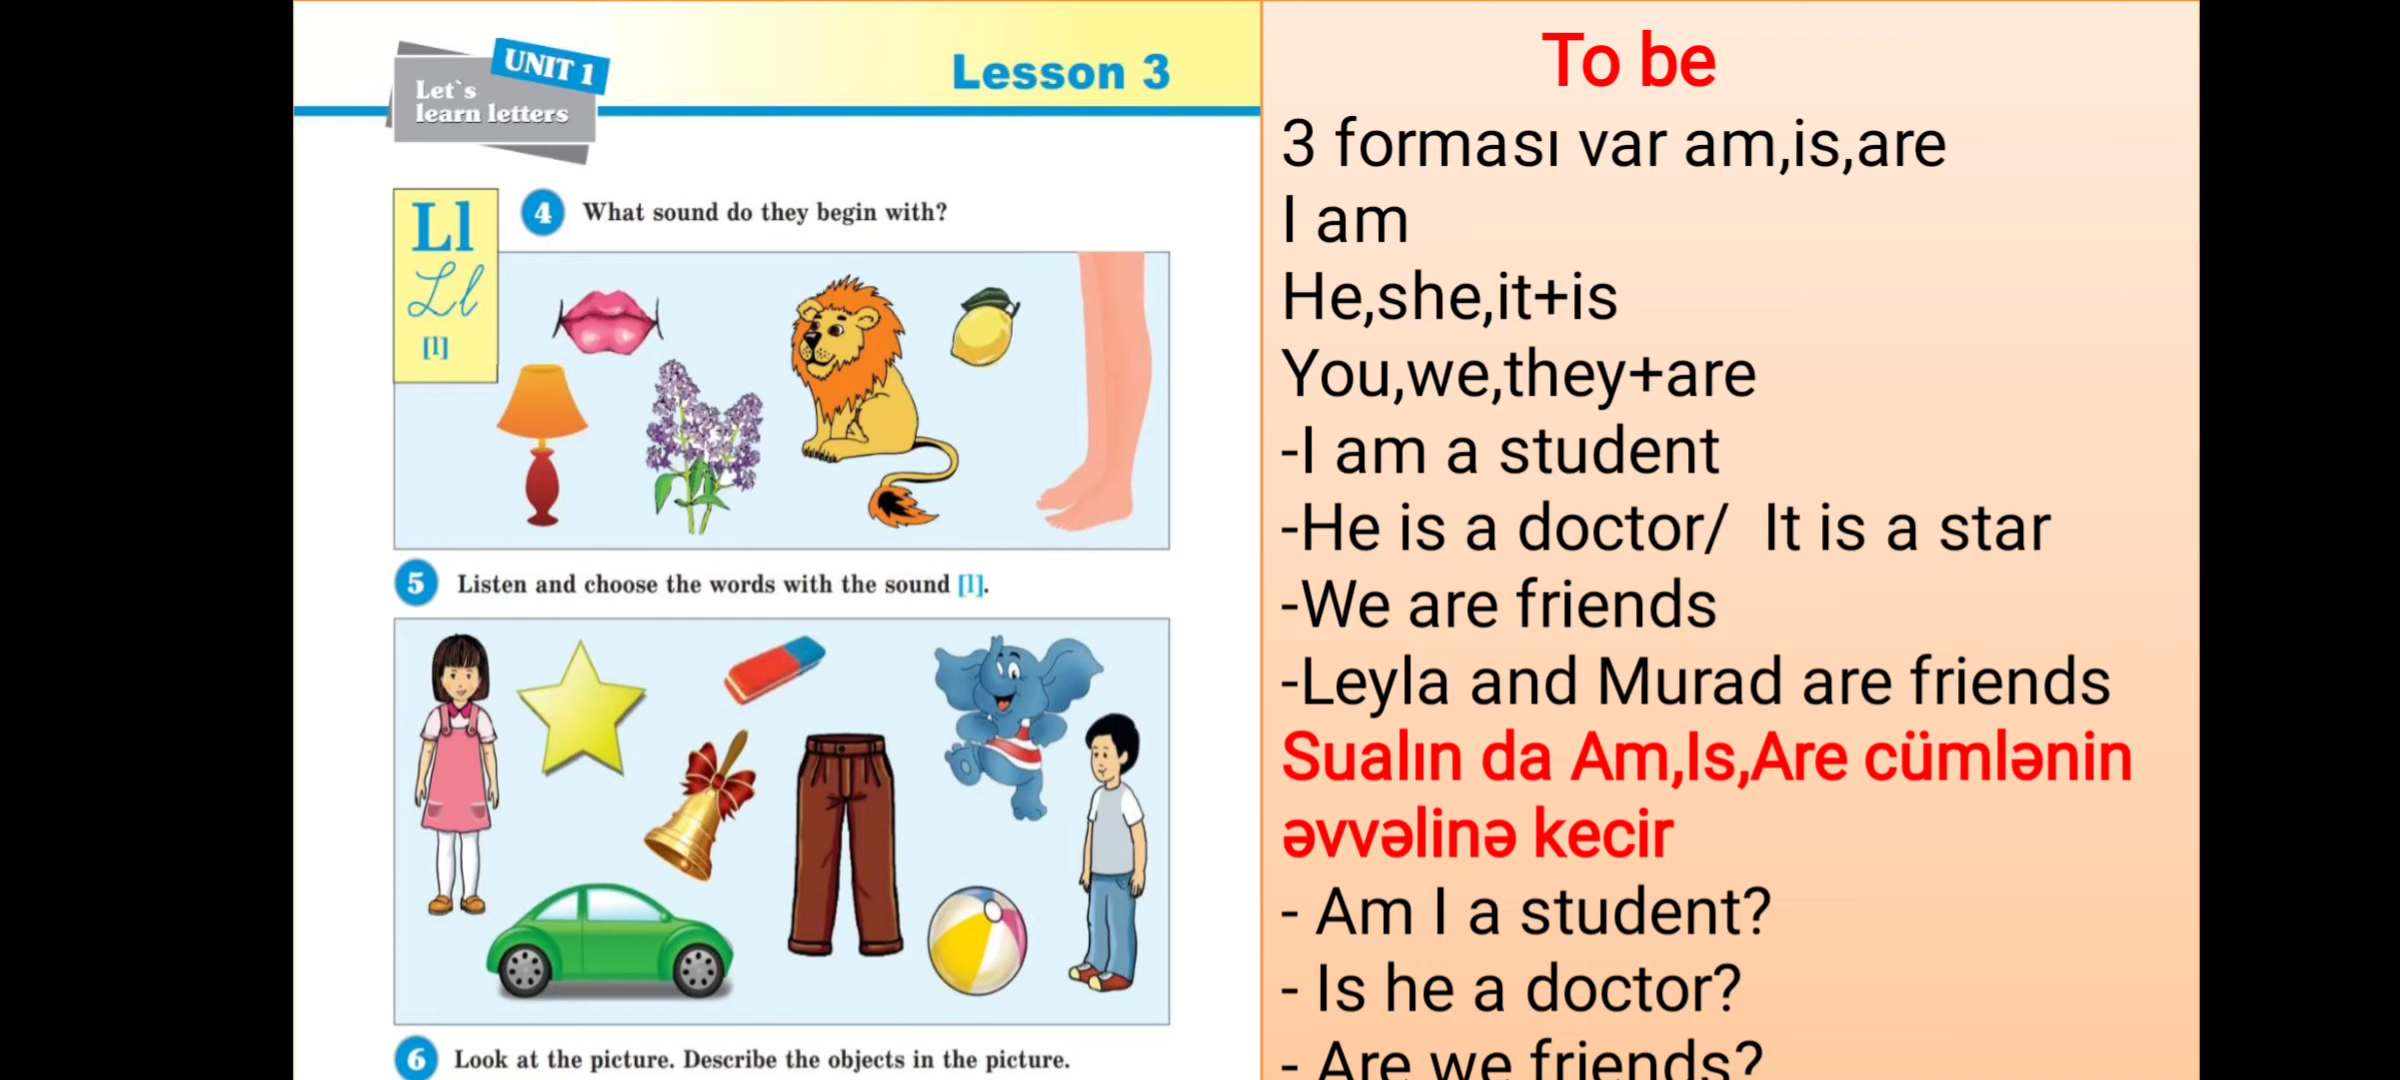 UNIT 1
Let`s
learn letters
Lesson 3
Ll
Ll
[l]
4 What sound do they begin with?
5 Listen and choose the words with the sound [l].
6 Look at the picture. Describe the objects in the picture.
To be
3 forması var am,is,are
I am
He,she,it+is
You,we,they+are
-I am a student
-He is a doctor/ It is a star
-We are friends
-Leyla and Murad are friends
Sualın da Am,Is,Are cümlənin
əvvəlinə kecir
- Am I a student?
- Is he a doctor?
- Are we friends?